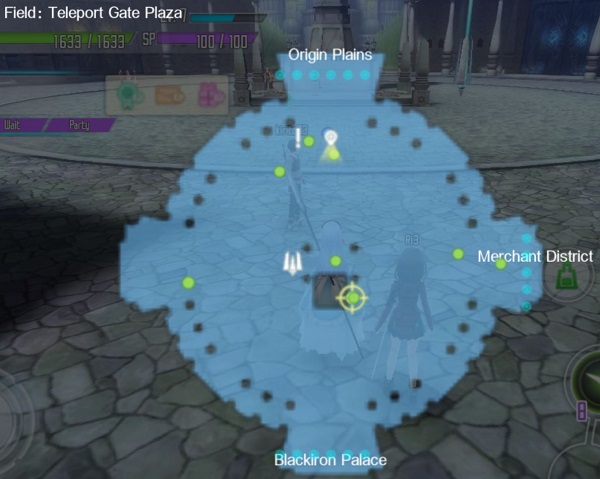 Field: Teleport Gate Plaza
1633 / 1633 SP 100 / 100
Origin Plains
Wait Party
!
Merchant District
Blackiron Palace